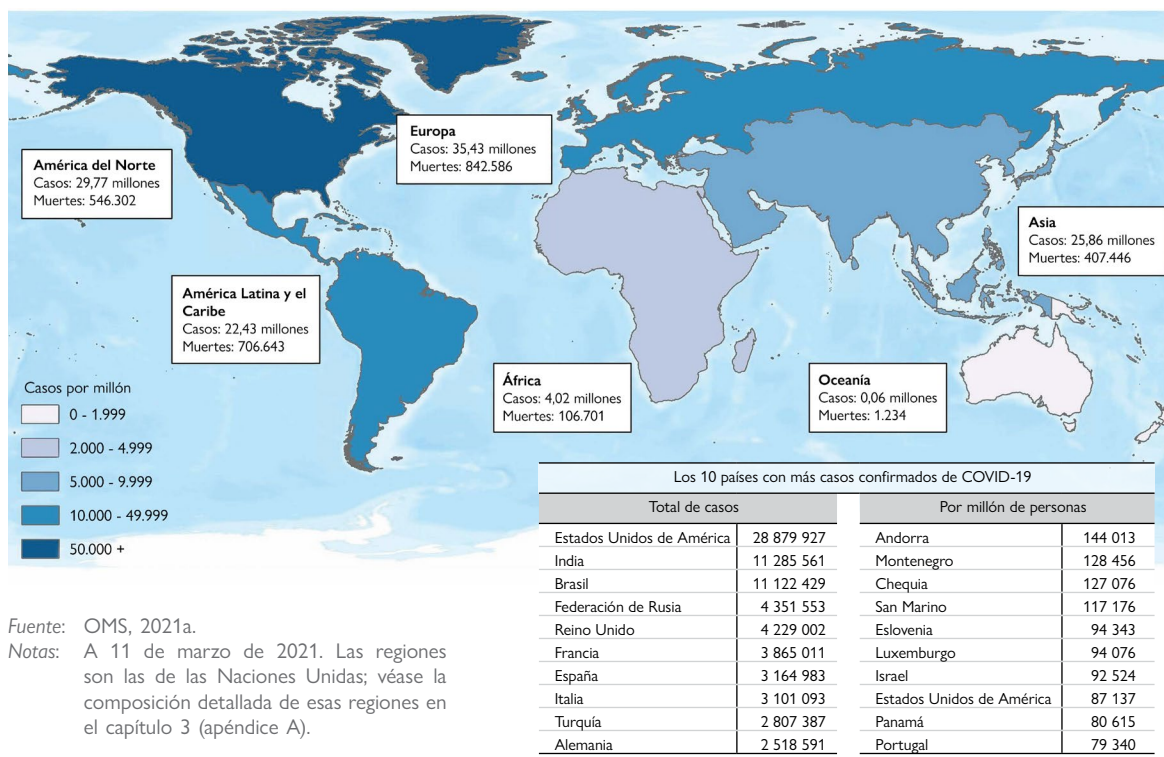 Europa
Casos: 35,43 millones
Muertes: 842.586
América del Norte
Casos: 29,77 millones
Muertes: 546.302
Asia
Casos: 25,86 millones
Muertes: 407.446
América Latina y el
Caribe
Casos: 22,43 millones
Muertes: 706.643
África
Casos: 4,02 millones
Muertes: 106.701
Oceanía
Casos: 0,06 millones
Muertes: 1.234
Casos por millón
0 - 1.999
2.000 - 4.999
5.000 - 9.999
10.000 - 49.999
50.000 +
Los 10 países con más casos confirmados de COVID-19
Total de casos
Estados Unidos de América 28 879 927
India 11 285 561
Brasil 11 122 429
Federación de Rusia 4 351 553
Reino Unido 4 229 002
Francia 3 865 011
España 3 164 983
Italia 3 101 093
Turquía 2 807 387
Alemania 2 518 591
Por millón de personas
Andorra 144 013
Montenegro 128 456
Chequia 127 076
San Marino 117 176
Eslovenia 94 343
Luxemburgo 94 076
Israel 92 524
Estados Unidos de América 87 137
Panamá 80 615
Portugal 79 340
Fuente: OMS, 2021a.
Notas: A 11 de marzo de 2021. Las regiones
son las de las Naciones Unidas; véase la
composición detallada de esas regiones en
el capítulo 3 (apéndice A).